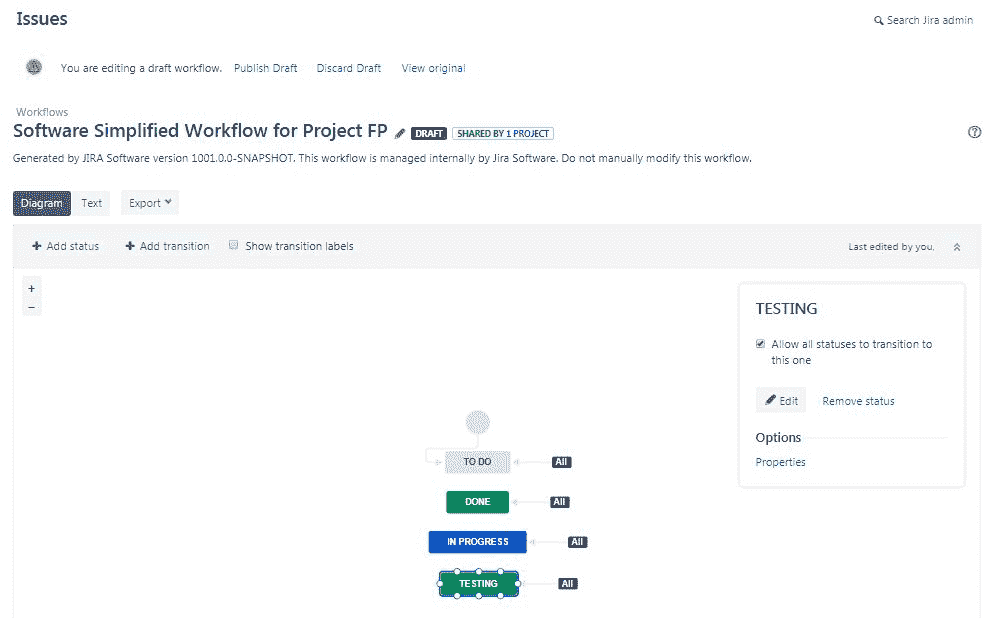 Issues
Search Jira admin
You are editing a draft workflow. Publish Draft Discard Draft View original
Workflows
Software Simplified Workflow for Project FP DRAFT SHARED BY 1 PROJECT
Generated by JIRA Software version 1001.0.0-SNAPSHOT. This workflow is managed internally by Jira Software. Do not manually modify this workflow.
Diagram Text Export
+ Add status + Add transition Show transition labels Last edited by you.
+
−
TESTING
Allow all statuses to transition to
this one
Edit Remove status
Options
Properties
TO DO All
DONE All
IN PROGRESS All
TESTING All